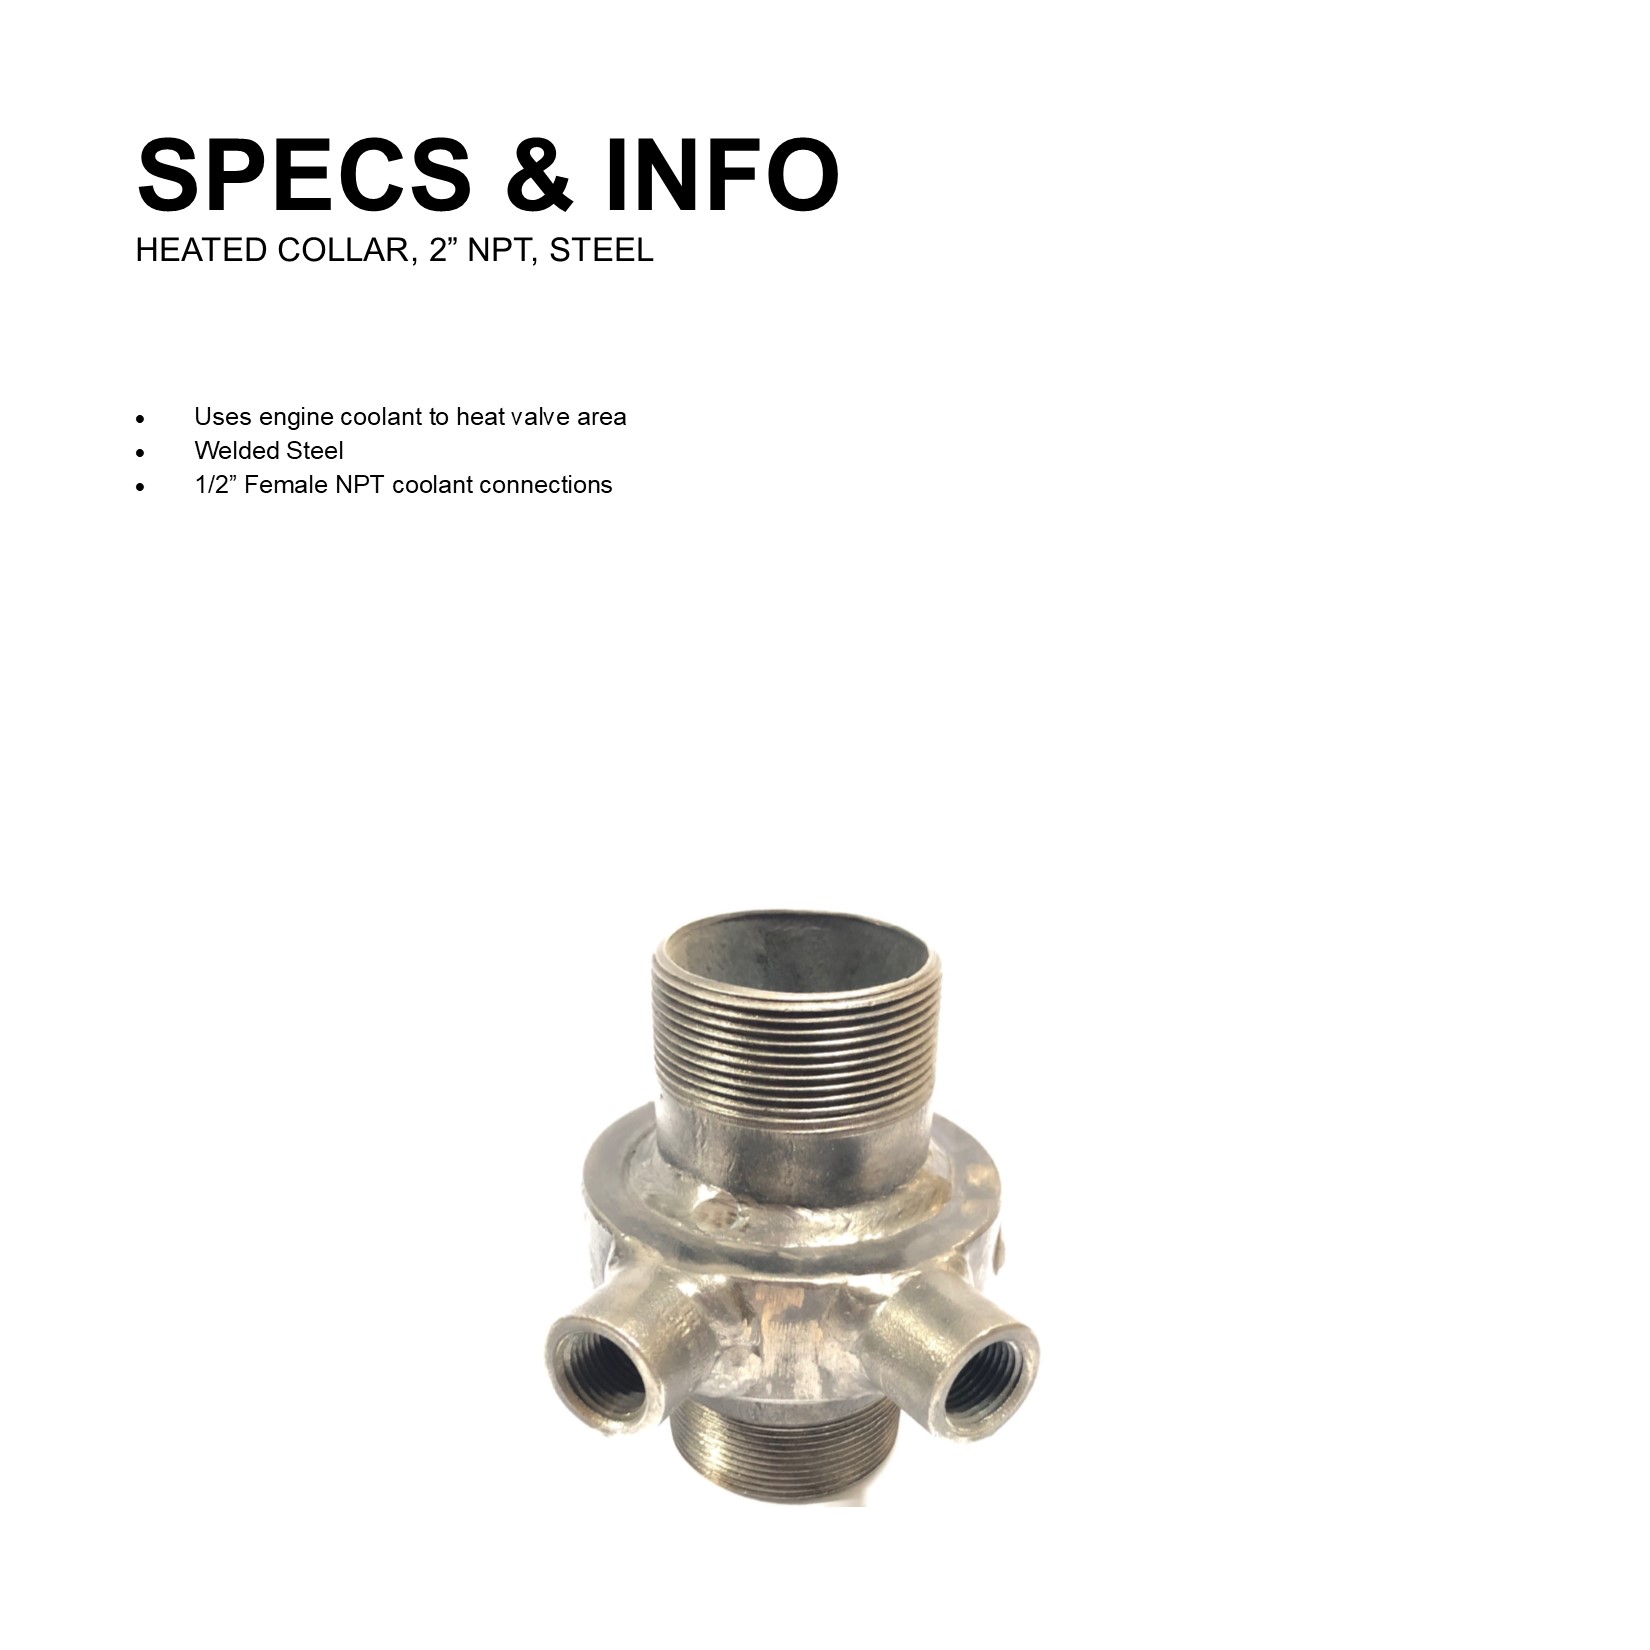 SPECS & INFO
HEATED COLLAR, 2” NPT, STEEL
• Uses engine coolant to heat valve area
• Welded Steel
• 1/2” Female NPT coolant connections